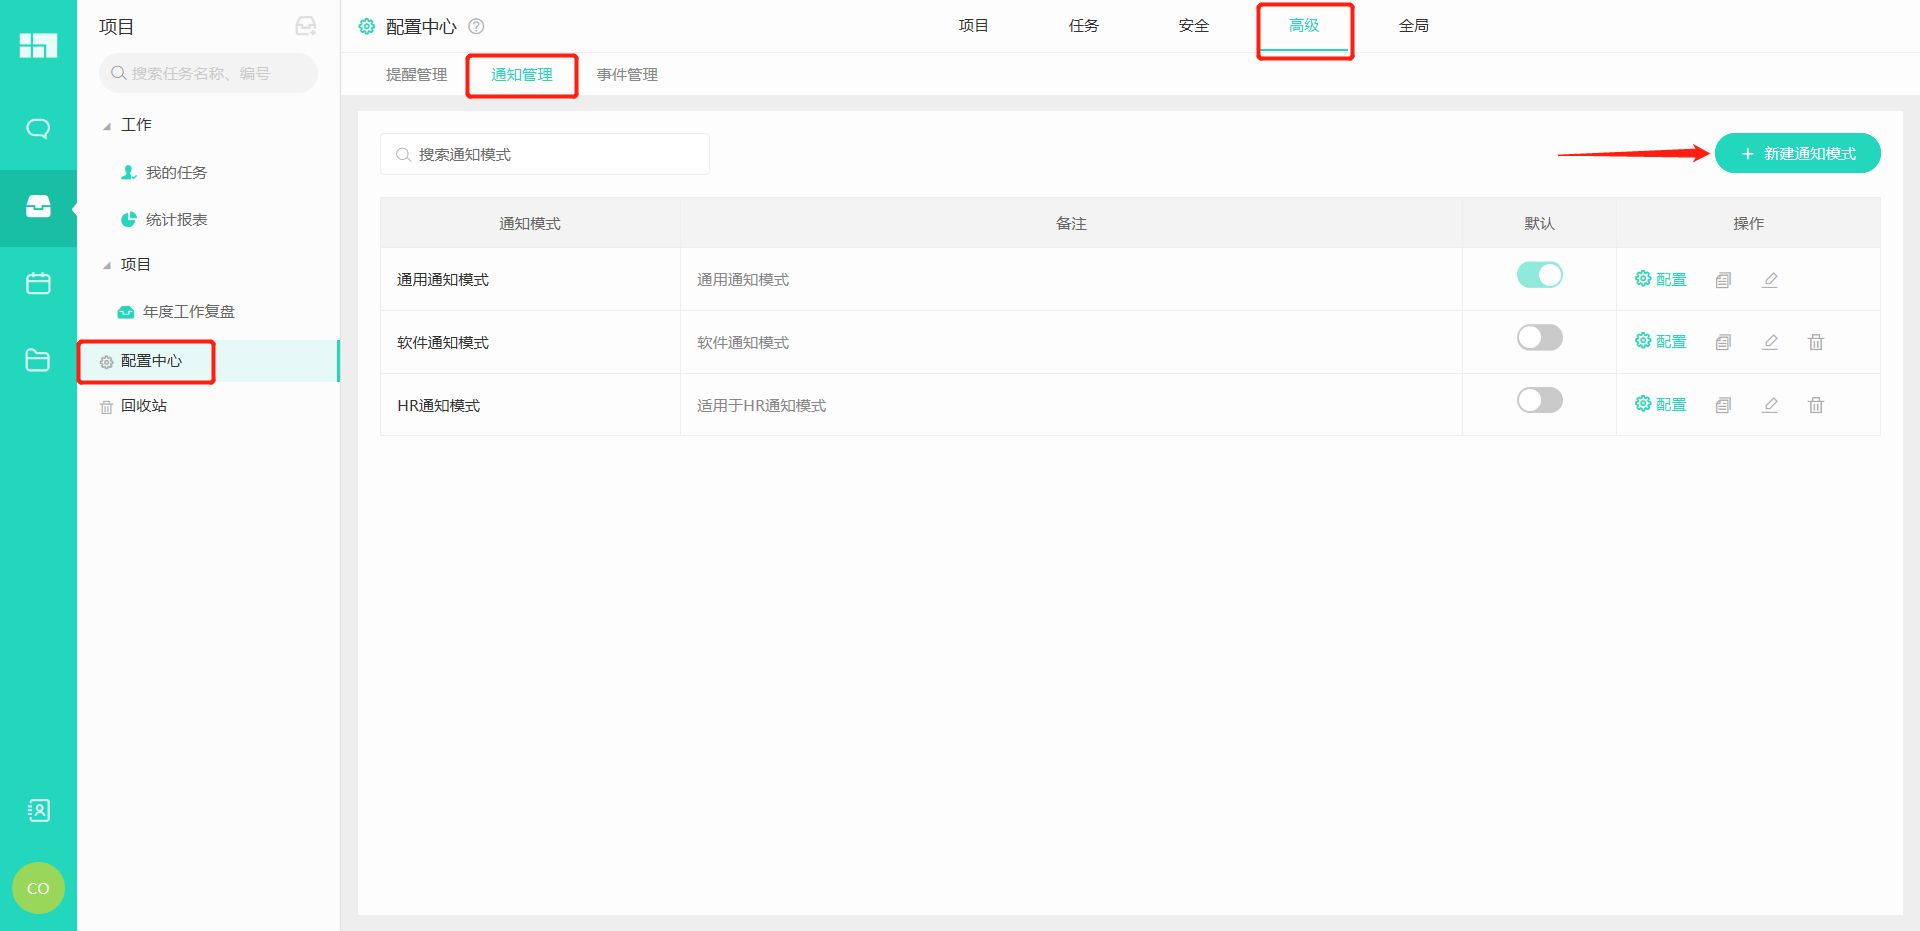 项目
搜索任务名称、编号
工作
我的任务
统计报表
项目
年度工作复盘
配置中心
回收站
CO
配置中心
项目 任务 安全 高级 全局
提醒管理 通知管理 事件管理
搜索通知模式
+ 新建通知模式
通知模式 备注 默认 操作
通用通知模式 通用通知模式 配置
软件通知模式 软件通知模式 配置
HR通知模式 适用于HR通知模式 配置